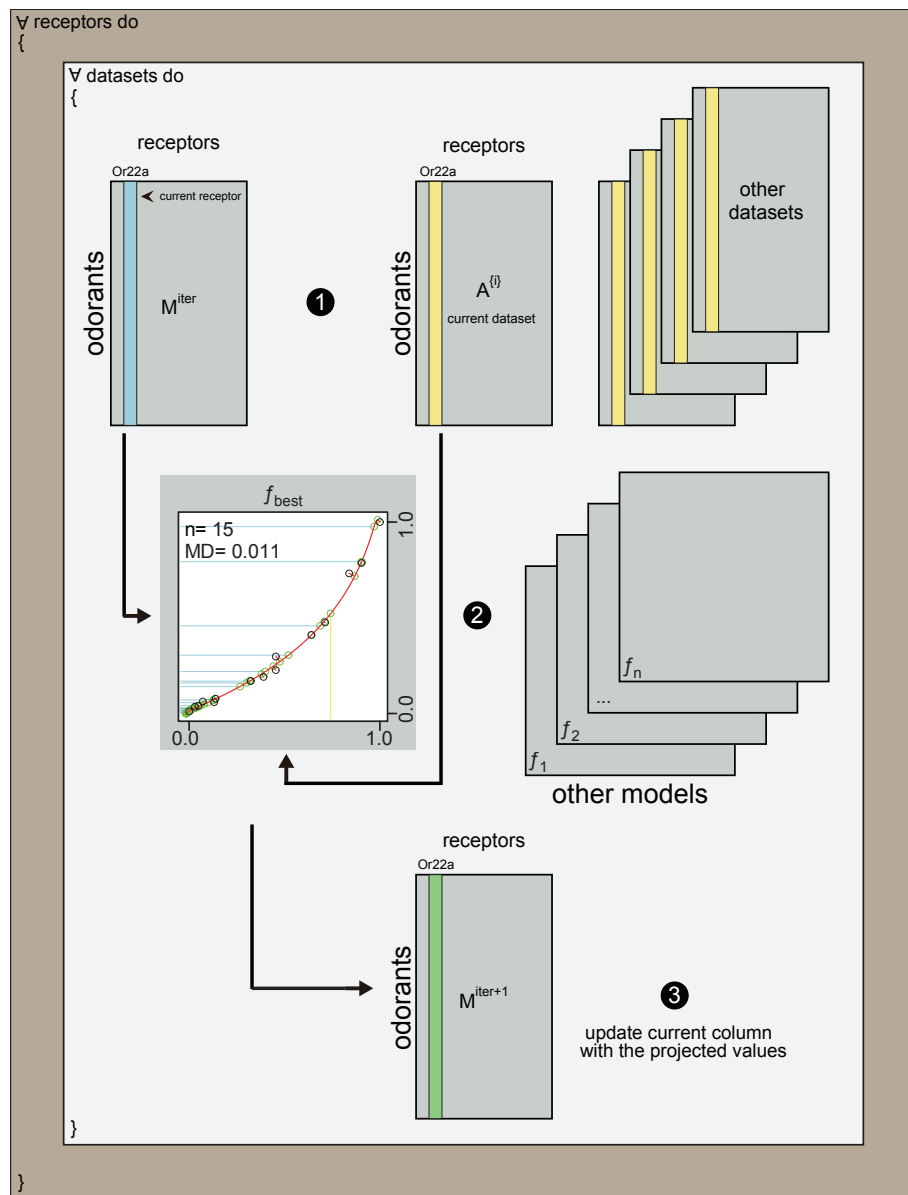 ∀ receptors do
{
∀ datasets do
{
receptors
Or22a
current receptor
odorants
M^iter
1
receptors
Or22a
odorants
A^{i}
current dataset
other
datasets
f_best
n= 15
MD= 0.011
1.0
0.0
0.0
1.0
2
f_n
...
f_2
f_1
other models
receptors
Or22a
odorants
M^iter+1
3
update current column
with the projected values
}
}